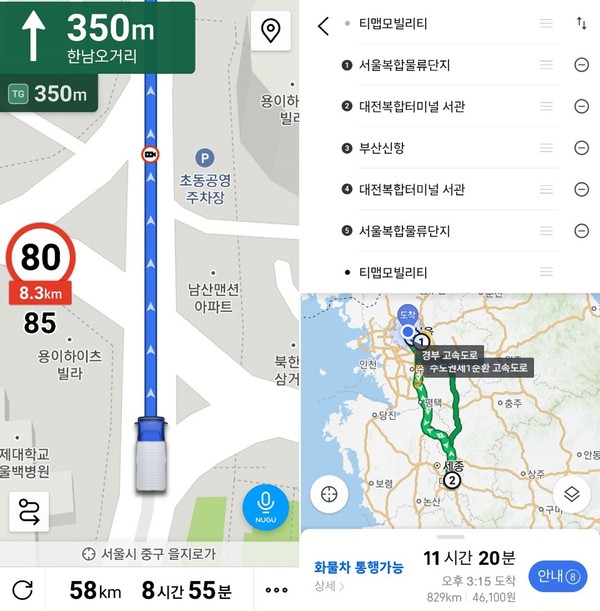 350m
한남오거리
TG 350m
용이하
빌라
P
초동공영
주차장
80
8.3km
85
남산맨션
아파트
용이하이츠
빌라
북한
삼거
제대학교
울백병원
NUGU
서울시 중구 을지로가
58km 8시간 55분
티맵모빌리티
1 서울복합물류단지
2 대전복합터미널 서관
3 부산신항
4 대전복합터미널 서관
5 서울복합물류단지
티맵모빌리티
도착
1
인천
경부 고속도로
수도권제1순환 고속도로
평택
당진
충주
세종
안동
상주
2
보령
논산
구미
화물차 통행가능
상세
11시간 20분
오후 3:15 도착
829km 46,100원
안내 8